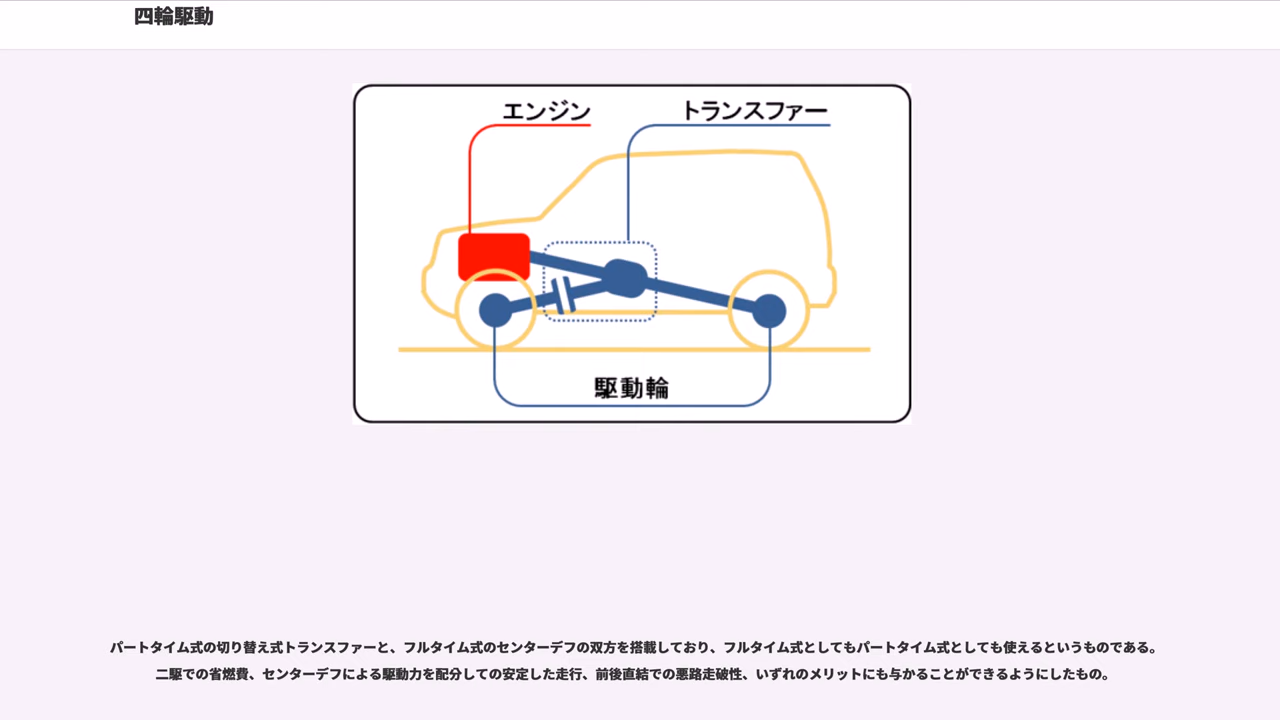 四輪駆動
エンジン
トランスファー
駆動輪
パートタイム式の切り替え式トランスファーと、フルタイム式のセンターデフの双方を搭載しており、フルタイム式としてもパートタイム式としても使えるというものである。
二駆での省燃費、センターデフによる駆動力を配分しての安定した走行、前後直結での悪路走破性、いずれのメリットにも与かることができるようにしたもの。